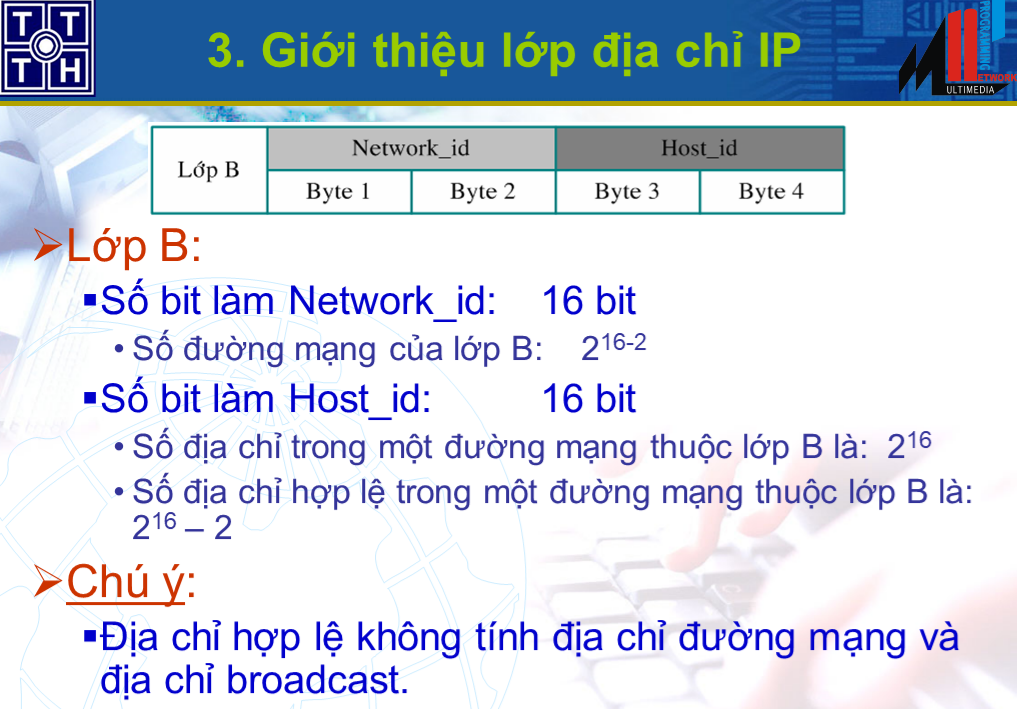 T T
T H
3. Giới thiệu lớp địa chỉ IP
PROGRAMMING
NETWORK
ULTIMEDIA
Lớp B Network_id Host_id
Byte 1 Byte 2 Byte 3 Byte 4
➢Lớp B:
▪Số bit làm Network_id: 16 bit
• Số đường mạng của lớp B: 2^16-2
▪Số bit làm Host_id: 16 bit
• Số địa chỉ trong một đường mạng thuộc lớp B là: 2^16
• Số địa chỉ hợp lệ trong một đường mạng thuộc lớp B là:
2^16 – 2
➢Chú ý:
▪Địa chỉ hợp lệ không tính địa chỉ đường mạng và
địa chỉ broadcast.